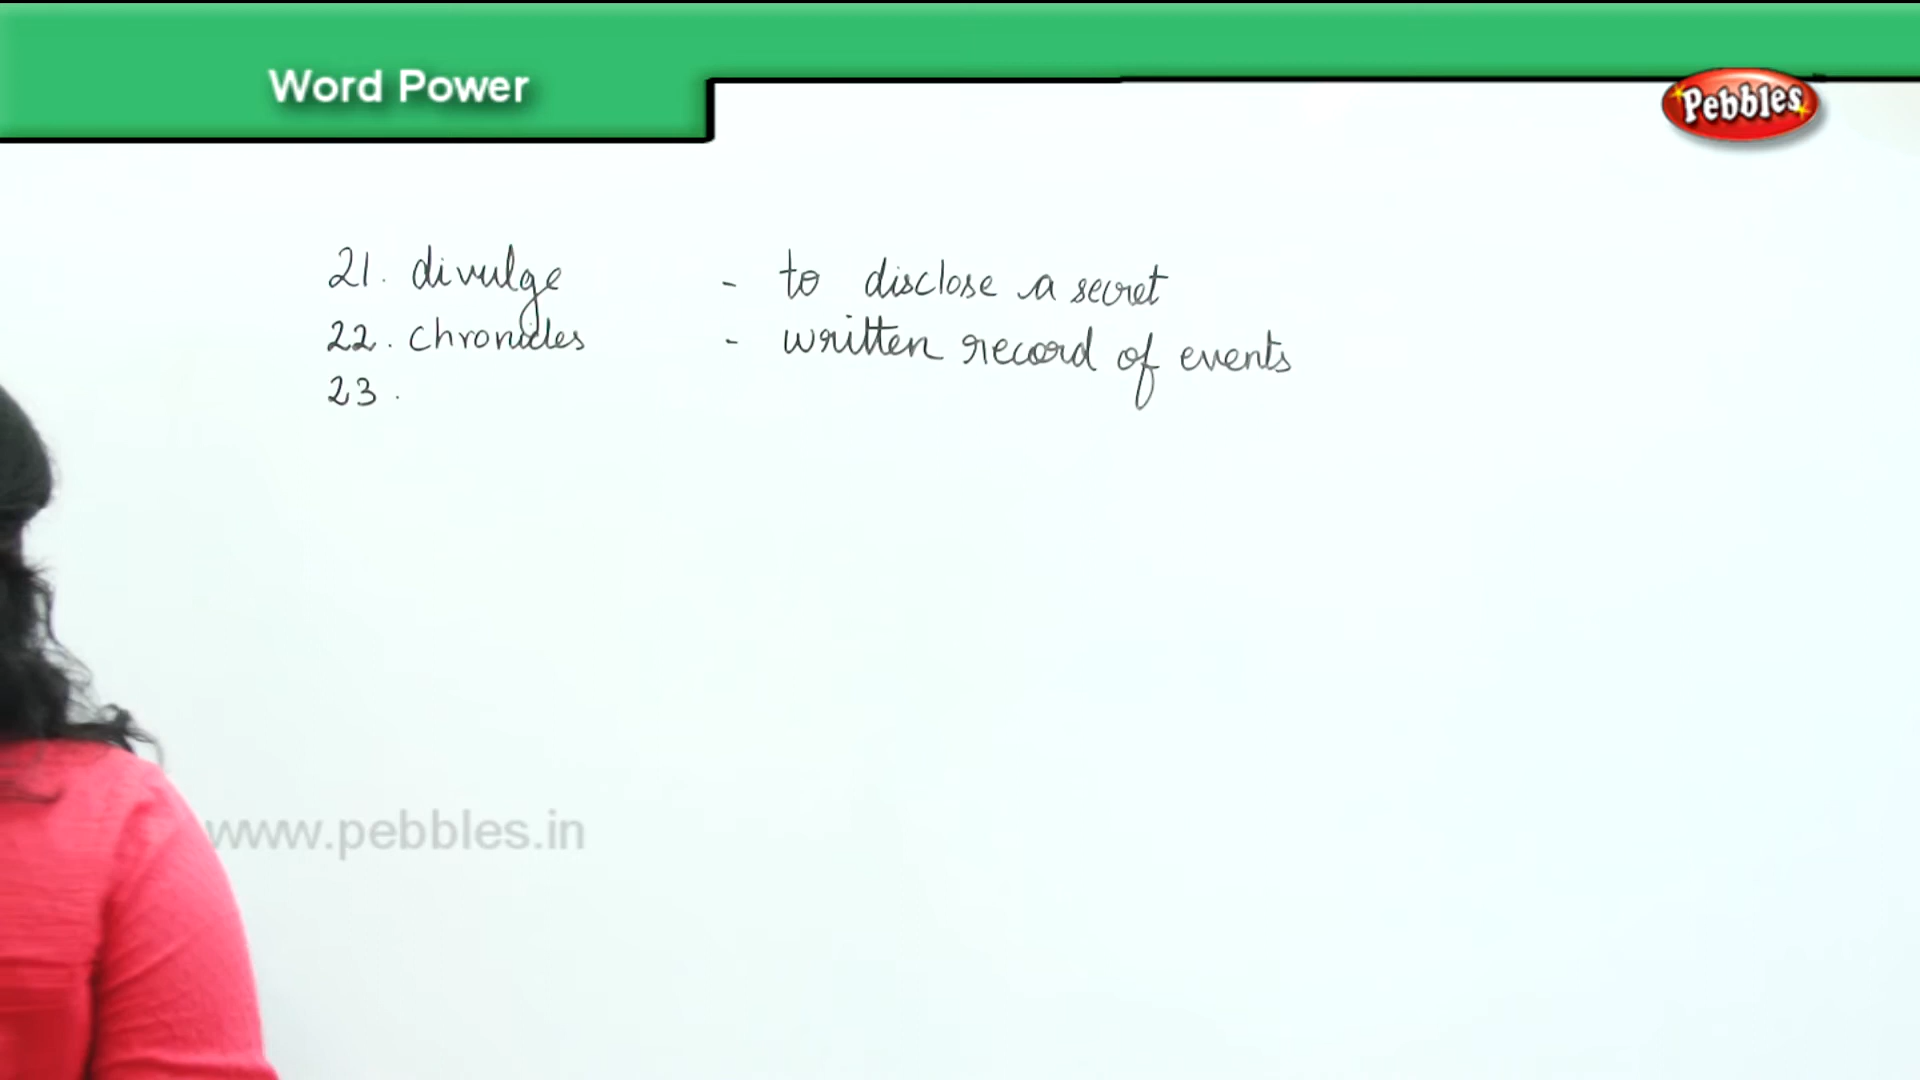 Word Power
Pebbles
21. divulge - to disclose a secret
22. chronicles - written record of events
23.
www.pebbles.in